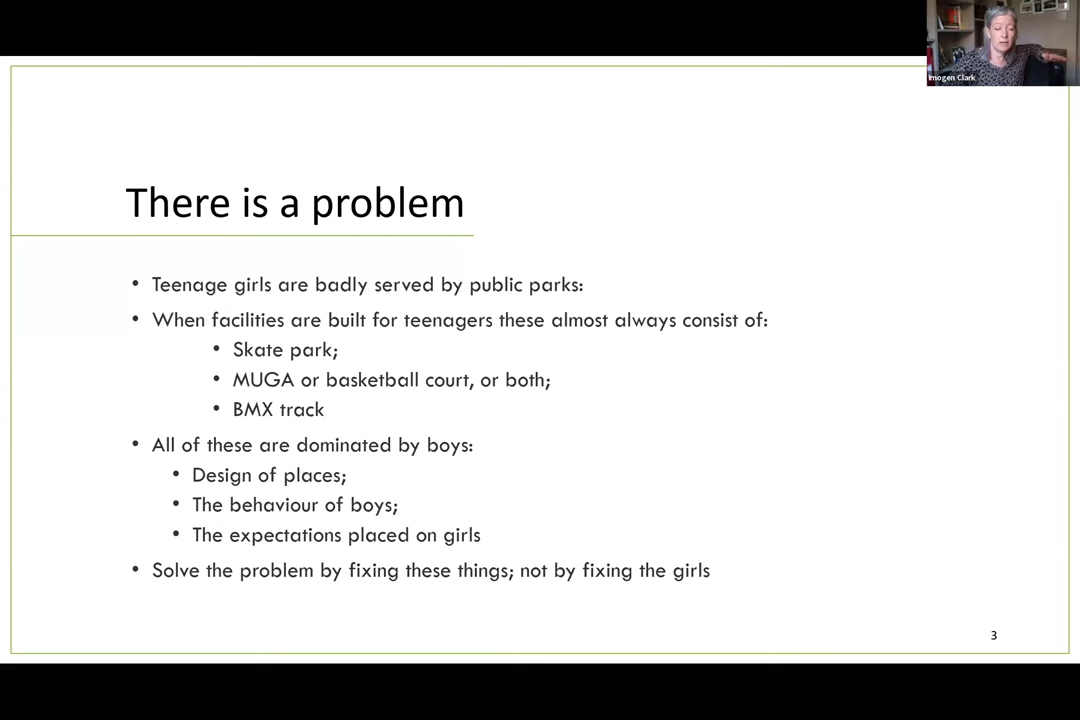 Imogen Clark
There is a problem
• Teenage girls are badly served by public parks:
• When facilities are built for teenagers these almost always consist of:
• Skate park;
• MUGA or basketball court, or both;
• BMX track
• All of these are dominated by boys:
• Design of places;
• The behaviour of boys;
• The expectations placed on girls
• Solve the problem by fixing these things; not by fixing the girls
3